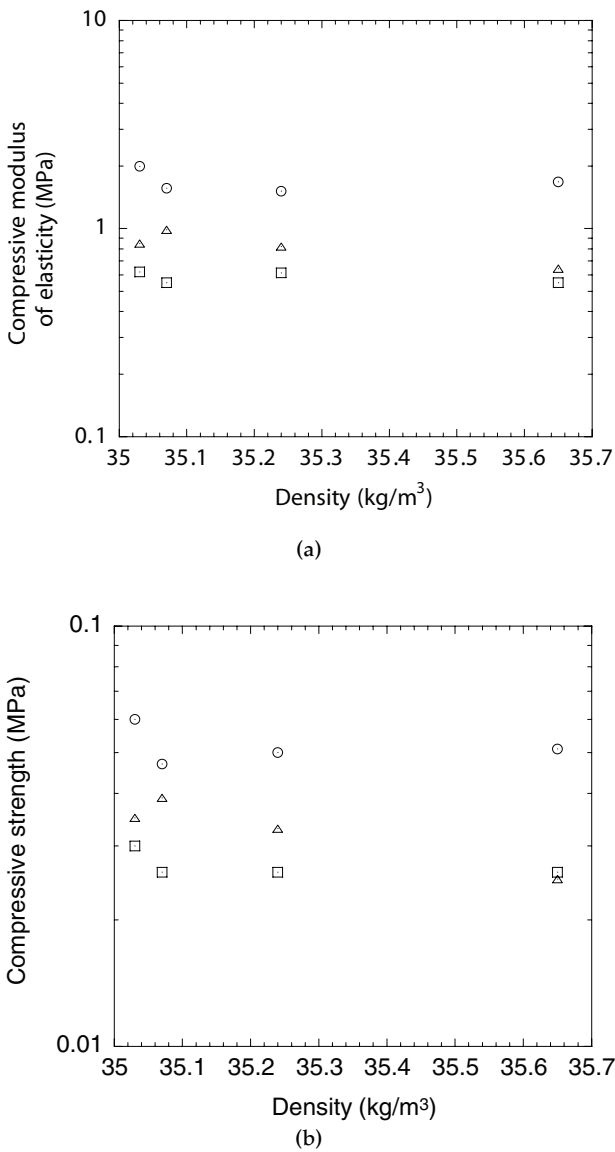 10
1
0.1
Compressive modulus
of elasticity (MPa)
35 35.1 35.2 35.3 35.4 35.5 35.6 35.7
Density (kg/m³)
(a)
0.1
0.01
Compressive strength (MPa)
35 35.1 35.2 35.3 35.4 35.5 35.6 35.7
Density (kg/m³)
(b)